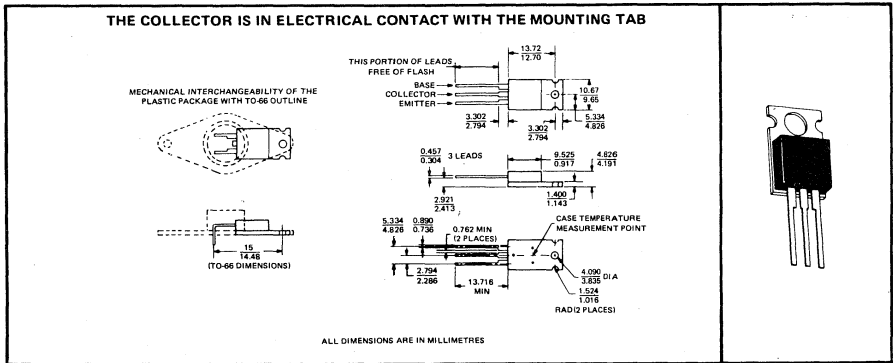 THE COLLECTOR IS IN ELECTRICAL CONTACT WITH THE MOUNTING TAB
MECHANICAL INTERCHANGEABILITY OF THE
PLASTIC PACKAGE WITH TO-66 OUTLINE
15
14.48
(TO-66 DIMENSIONS)
13.72
12.70
THIS PORTION OF LEADS
FREE OF FLASH
BASE
COLLECTOR
EMITTER
10.67
9.65
3.302
2.794
3.302
2.794
5.334
4.826
0.457
0.304
3 LEADS
9.525
0.917
4.826
4.191
2.921
2.413
1.400
1.143
5.334
4.826
0.890
0.736
0.762 MIN
(2 PLACES)
CASE TEMPERATURE
MEASUREMENT POINT
2.794
2.286
13.716
MIN
4.090
3.835
DIA
1.524
1.016
RAD(2 PLACES)
ALL DIMENSIONS ARE IN MILLIMETRES